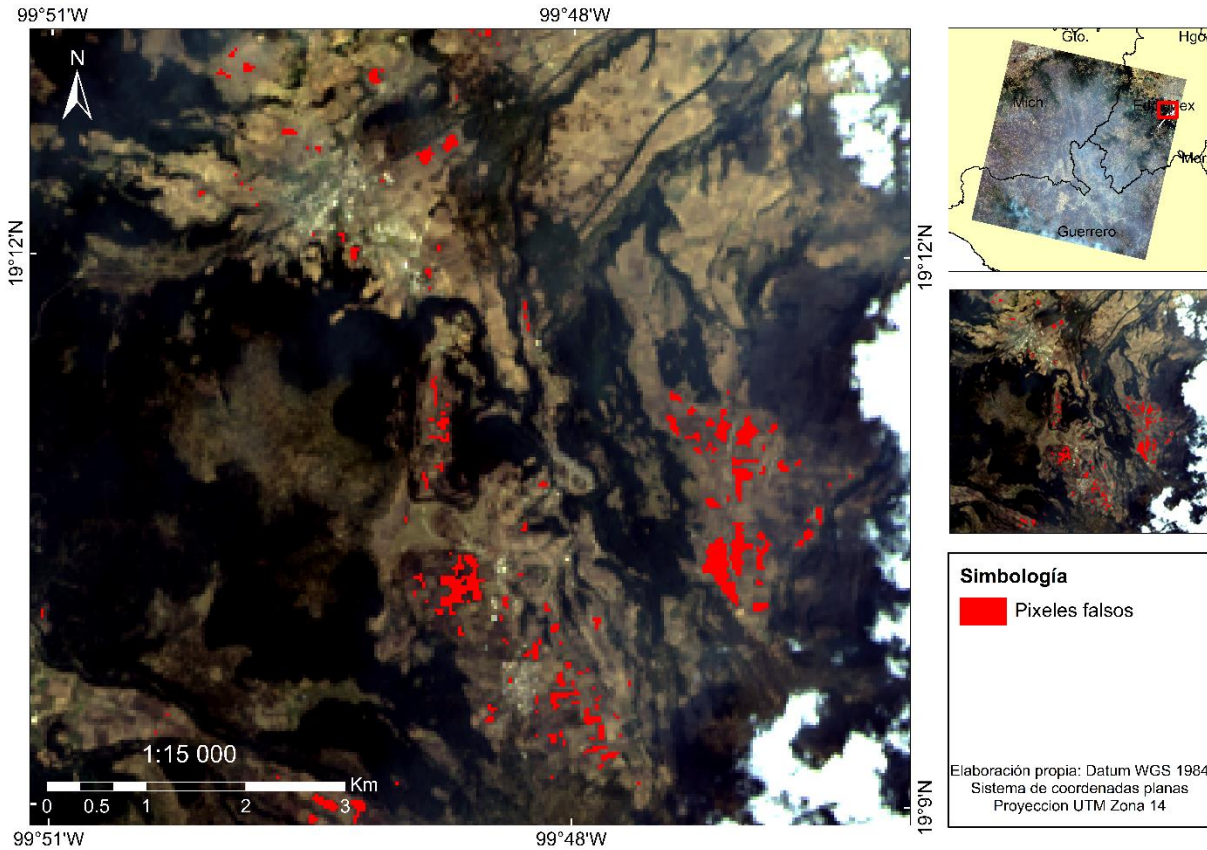 99°51'W
99°48'W
N
19°12'N
19°12'N
1:15 000
Km
0 0.5 1 2 3
19°9'N
99°51'W
99°48'W
Gto.
Hgo
Mich
Mor
Guerrero
Simbología
Pixeles falsos
Elaboración propia: Datum WGS 1984
Sistema de coordenadas planas
Proyeccion UTM Zona 14